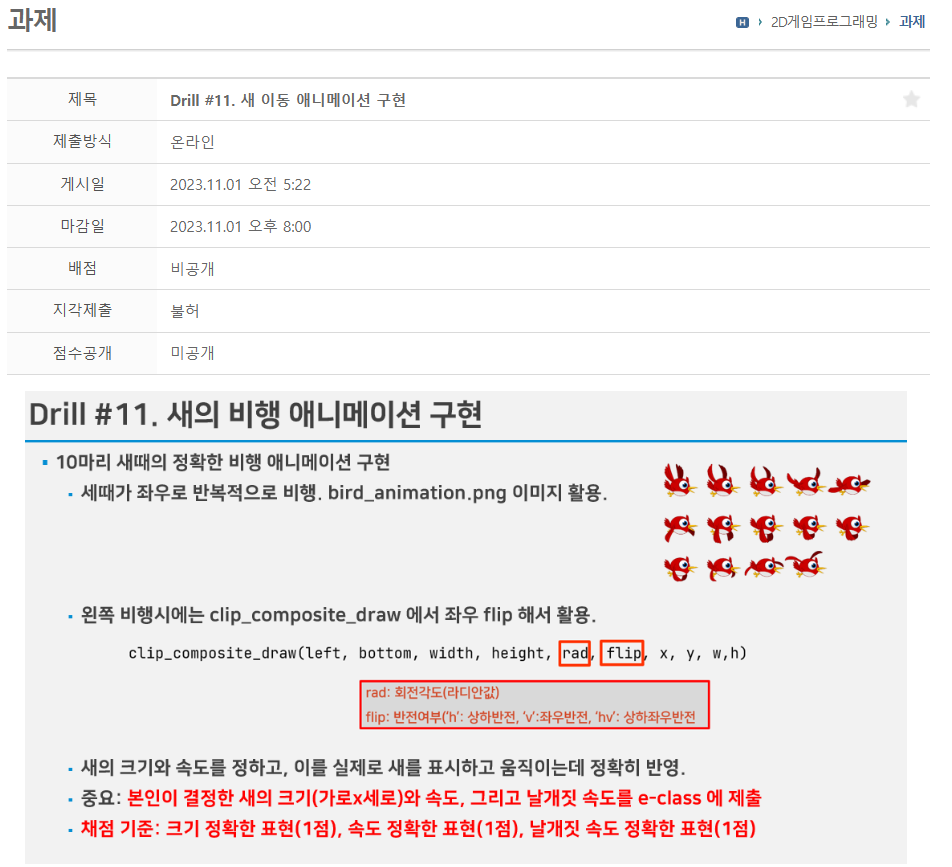 과제
H › 2D게임프로그래밍 › 과제
제목 Drill #11. 새 이동 애니메이션 구현
제출방식 온라인
게시일 2023.11.01 오전 5:22
마감일 2023.11.01 오후 8:00
배점 비공개
지각제출 불허
점수공개 미공개
Drill #11. 새의 비행 애니메이션 구현
10마리 새때의 정확한 비행 애니메이션 구현
세때가 좌우로 반복적으로 비행. bird_animation.png 이미지 활용.
왼쪽 비행시에는 clip_composite_draw 에서 좌우 flip 해서 활용.
clip_composite_draw(left, bottom, width, height, rad, flip, x, y, w,h)
rad: 회전각도(라디안값)
flip: 반전여부('h': 상하반전, 'v':좌우반전, 'hv': 상하좌우반전
새의 크기와 속도를 정하고, 이를 실제로 새를 표시하고 움직이는데 정확히 반영.
중요: 본인이 결정한 새의 크기(가로x세로)와 속도, 그리고 날개짓 속도를 e-class 에 제출
채점 기준: 크기 정확한 표현(1점), 속도 정확한 표현(1점), 날개짓 속도 정확한 표현(1점)